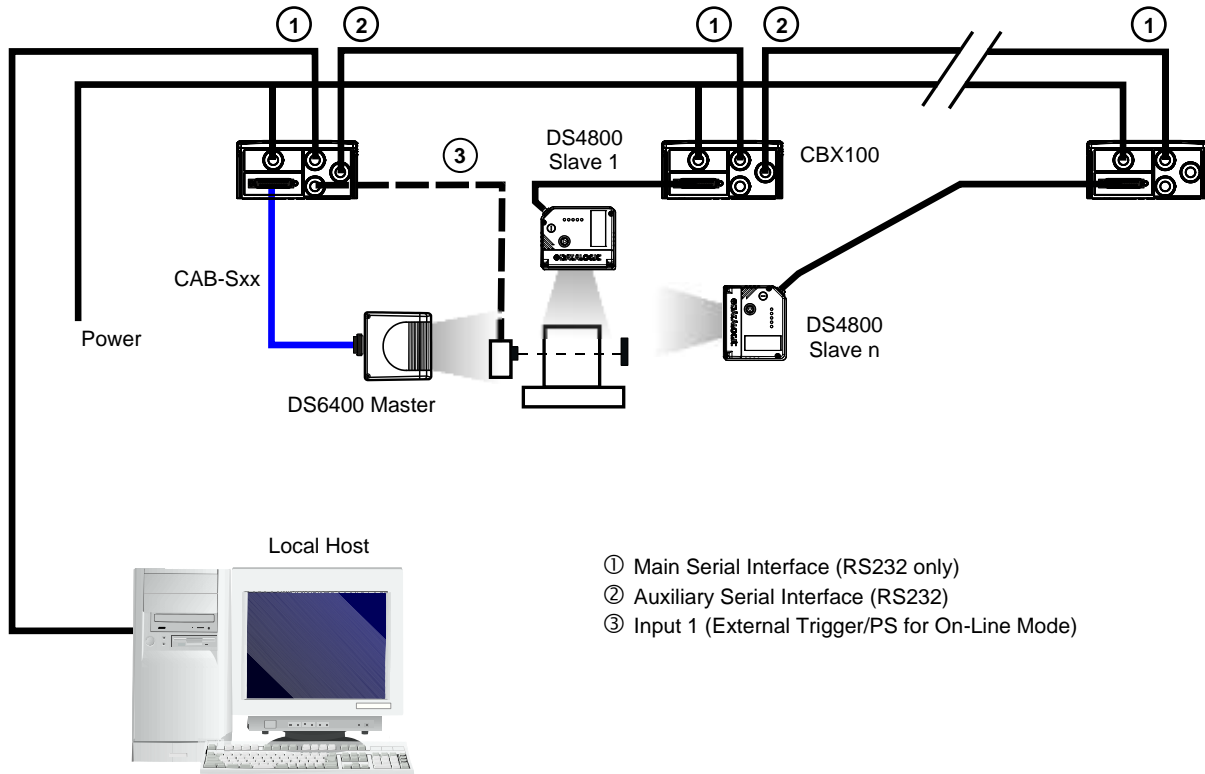 1 2 1 2 1
DS4800
Slave 1
3
CBX100
CAB-Sxx
Power
DS4800
Slave n
DS6400 Master
Local Host
① Main Serial Interface (RS232 only)
② Auxiliary Serial Interface (RS232)
③ Input 1 (External Trigger/PS for On-Line Mode)